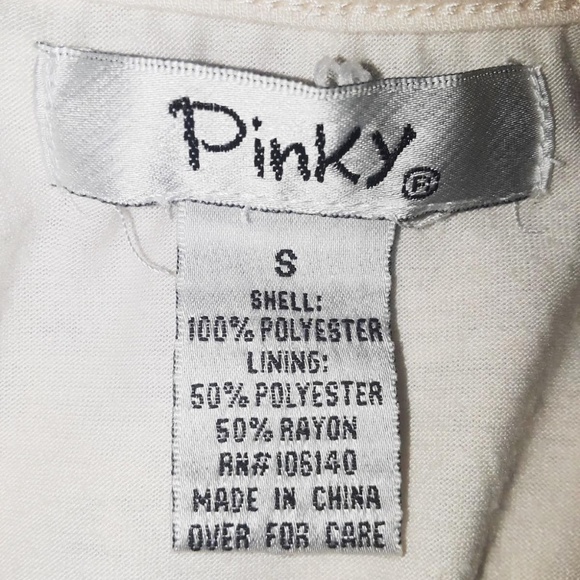 Pinky®
S
SHELL:
100% POLYESTER
LINING:
50% POLYESTER
50% RAYON
RN#106140
MADE IN CHINA
OVER FOR CARE